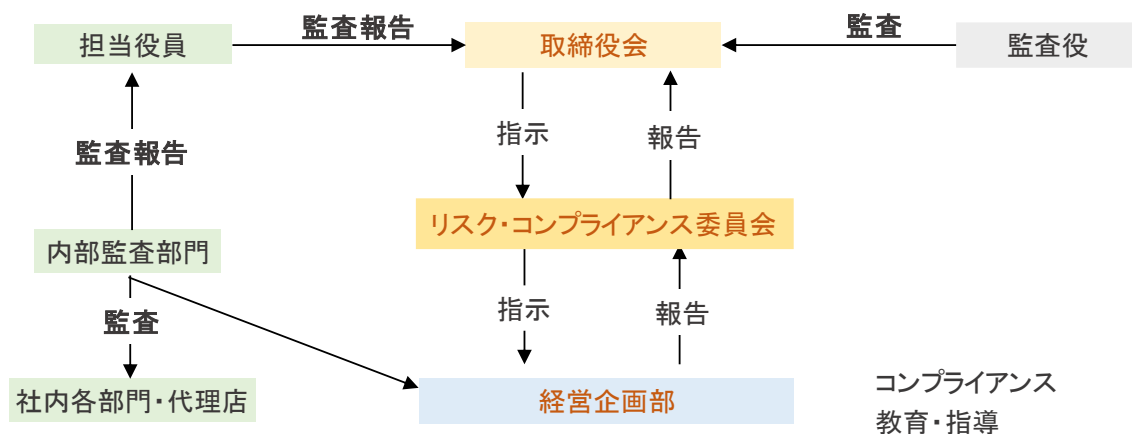 監査報告
監査
担当役員
取締役会
監査役
指示
報告
監査報告
リスク・コンプライアンス委員会
内部監査部門
指示
報告
監査
社内各部門・代理店
経営企画部
コンプライアンス
教育・指導